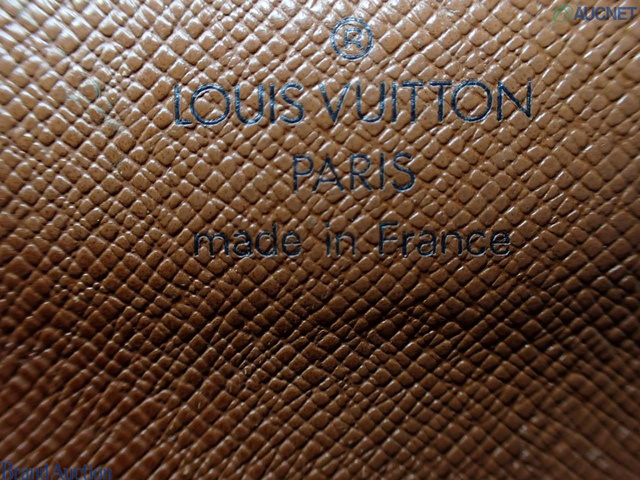 AUCNET
®
LOUIS VUITTON
PARIS
made in France
Brand Auction